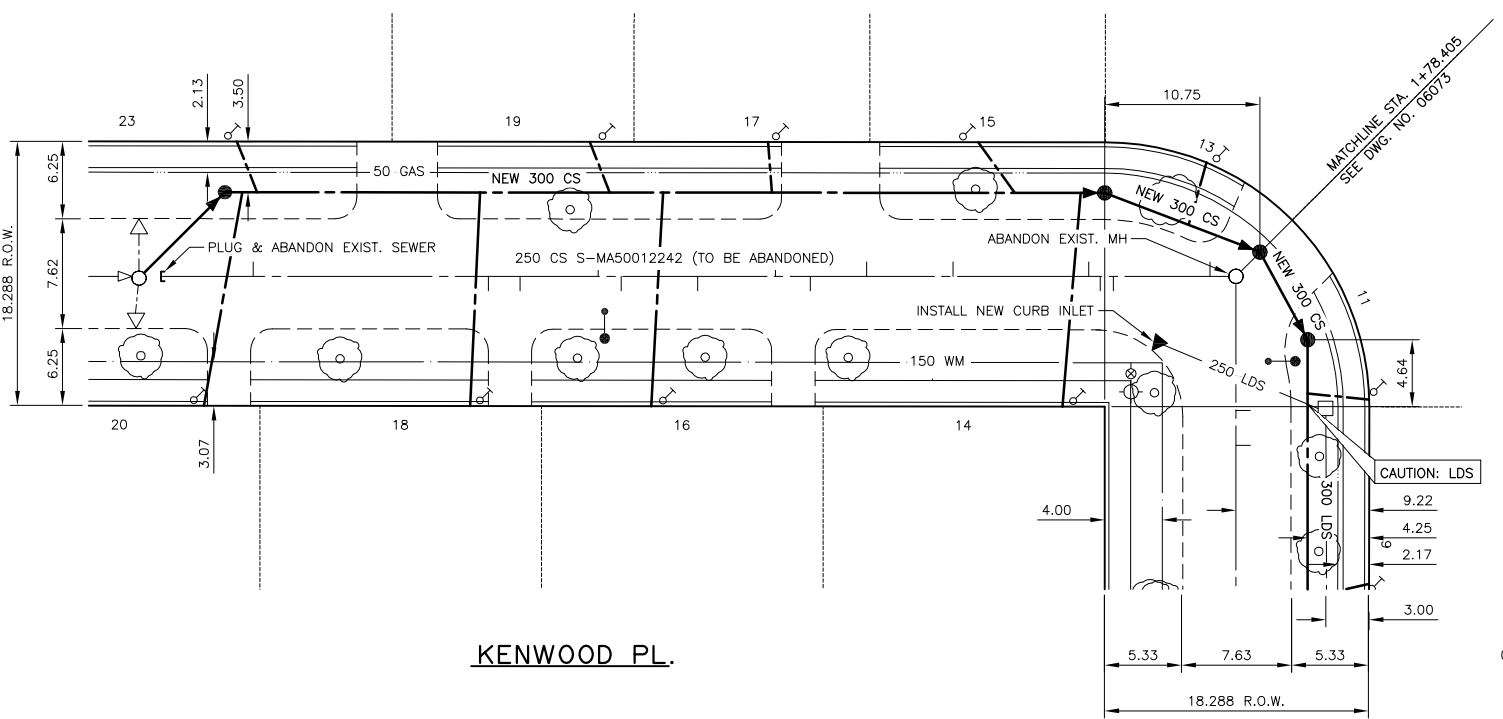 MATCHLINE STA. 1+78.405
SEE DWG. NO. 06073
2.13
3.50
10.75
23
19
17
15
13
11
50 GAS
NEW 300 CS
NEW 300 CS
NEW 300 CS
6.25
7.62
6.25
18.288 R.O.W.
PLUG & ABANDON EXIST. SEWER
250 CS S-MA50012242 (TO BE ABANDONED)
ABANDON EXIST. MH
INSTALL NEW CURB INLET
150 WM
250 LDS
4.64
20
18
16
14
3.07
CAUTION: LDS
300 LDS
4.00
9.22
4.25
9
2.17
3.00
KENWOOD PL.
5.33
7.63
5.33
18.288 R.O.W.